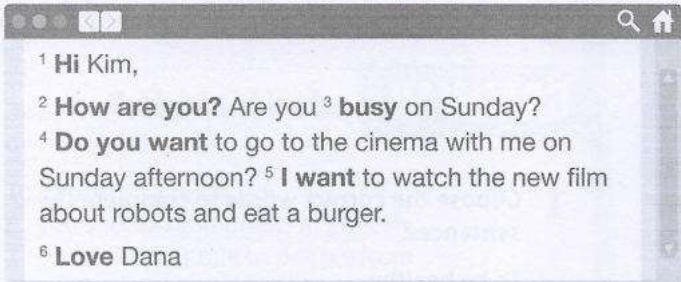 ¹ Hi Kim,
² How are you? Are you ³ busy on Sunday?
⁴ Do you want to go to the cinema with me on
Sunday afternoon? ⁵ I want to watch the new film
about robots and eat a burger.
⁶ Love Dana